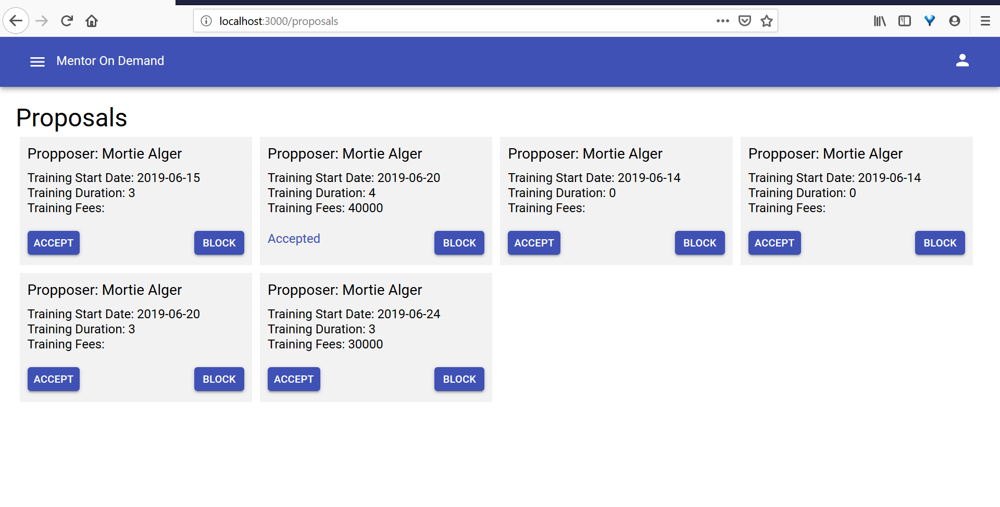 localhost:3000/proposals
Mentor On Demand
Proposals
Propposer: Mortie Alger
Training Start Date: 2019-06-15
Training Duration: 3
Training Fees:
ACCEPT
BLOCK
Propposer: Mortie Alger
Training Start Date: 2019-06-20
Training Duration: 4
Training Fees: 40000
Accepted
BLOCK
Propposer: Mortie Alger
Training Start Date: 2019-06-14
Training Duration: 0
Training Fees:
ACCEPT
BLOCK
Propposer: Mortie Alger
Training Start Date: 2019-06-14
Training Duration: 0
Training Fees:
ACCEPT
BLOCK
Propposer: Mortie Alger
Training Start Date: 2019-06-20
Training Duration: 3
Training Fees:
ACCEPT
BLOCK
Propposer: Mortie Alger
Training Start Date: 2019-06-24
Training Duration: 3
Training Fees: 30000
ACCEPT
BLOCK